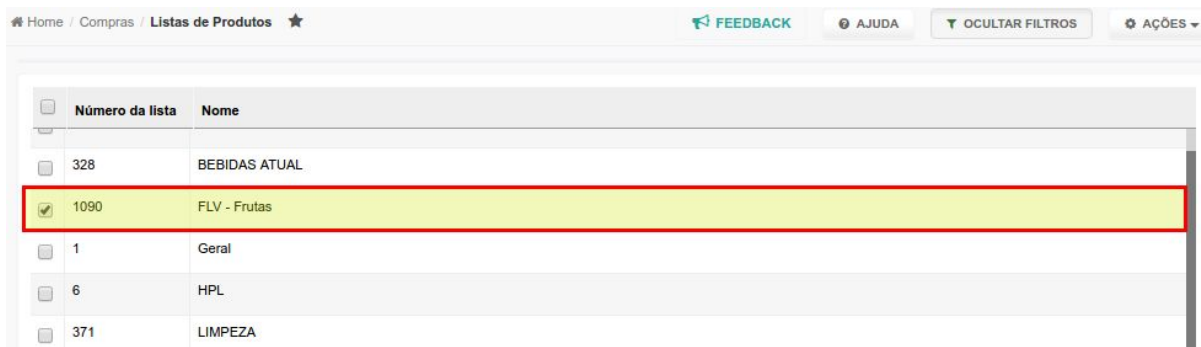 Home / Compras / Listas de Produtos FEEDBACK AJUDA OCULTAR FILTROS AÇÕES
Número da lista Nome
328 BEBIDAS ATUAL
1090 FLV - Frutas
1 Geral
6 HPL
371 LIMPEZA